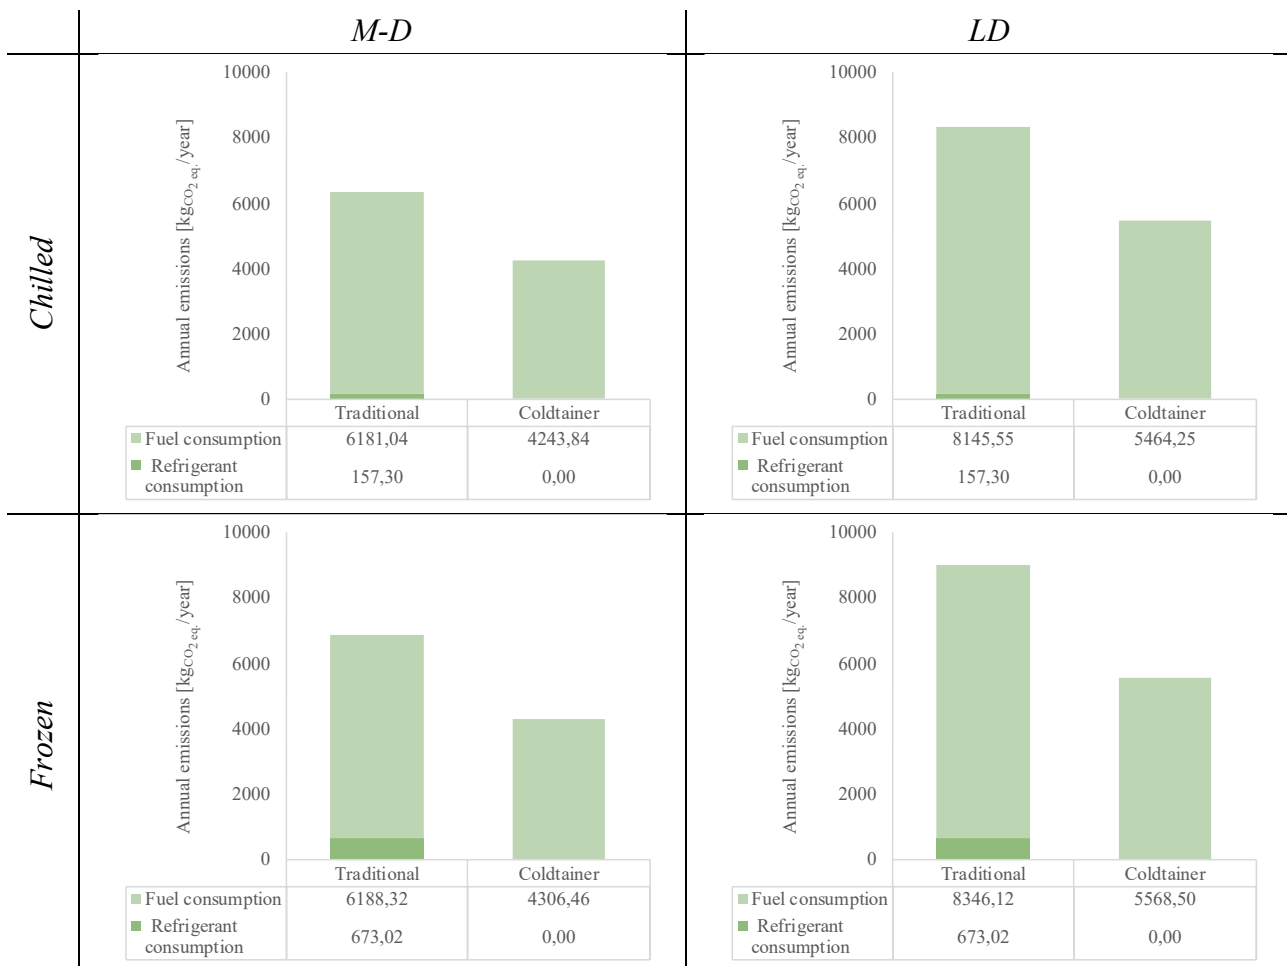 M-D
LD
Chilled
Annual emissions [kgCO2 eq./year]
10000
8000
6000
4000
2000
0
Traditional Coldtainer
Fuel consumption 6181,04 4243,84
Refrigerant
consumption 157,30 0,00
Annual emissions [kgCO2 eq./year]
10000
8000
6000
4000
2000
0
Traditional Coldtainer
Fuel consumption 8145,55 5464,25
Refrigerant
consumption 157,30 0,00
Frozen
Annual emissions [kgCO2 eq./year]
10000
8000
6000
4000
2000
0
Traditional Coldtainer
Fuel consumption 6188,32 4306,46
Refrigerant
consumption 673,02 0,00
Annual emissions [kgCO2 eq./year]
10000
8000
6000
4000
2000
0
Traditional Coldtainer
Fuel consumption 8346,12 5568,50
Refrigerant
consumption 673,02 0,00